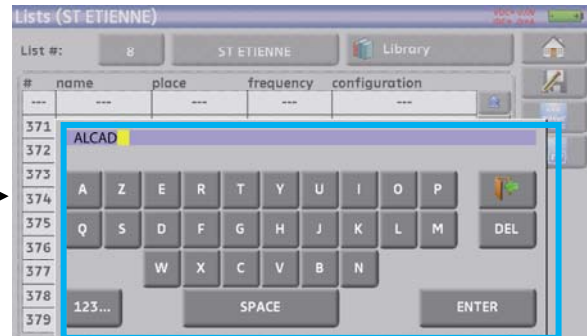 Lists (ST ETIENNE)
List #: 8 ST ETIENNE Library
# name place frequency configuration
--- --- --- --- ---
371
372
373
374
375
376
377
378
379
ALCAD
A Z E R T Y U I O P
Q S D F G H J K L M DEL
W X C V B N
123... SPACE ENTER